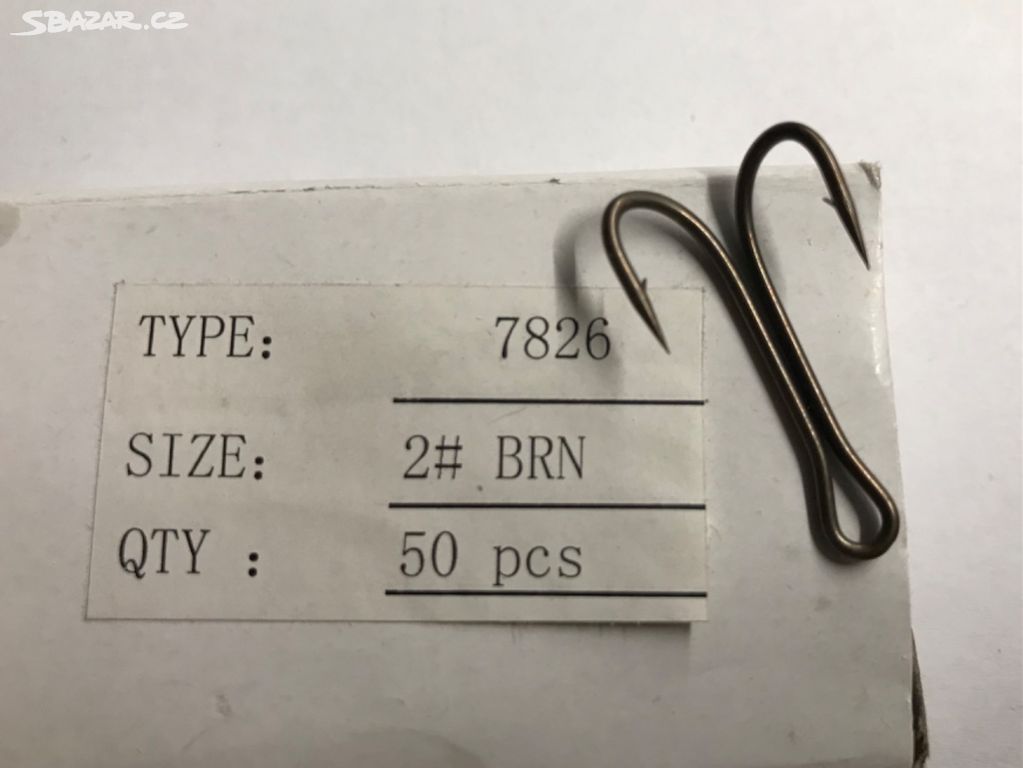 SBAZAR.CZ
TYPE: 7826
SIZE: 2# BRN
QTY : 50 pcs